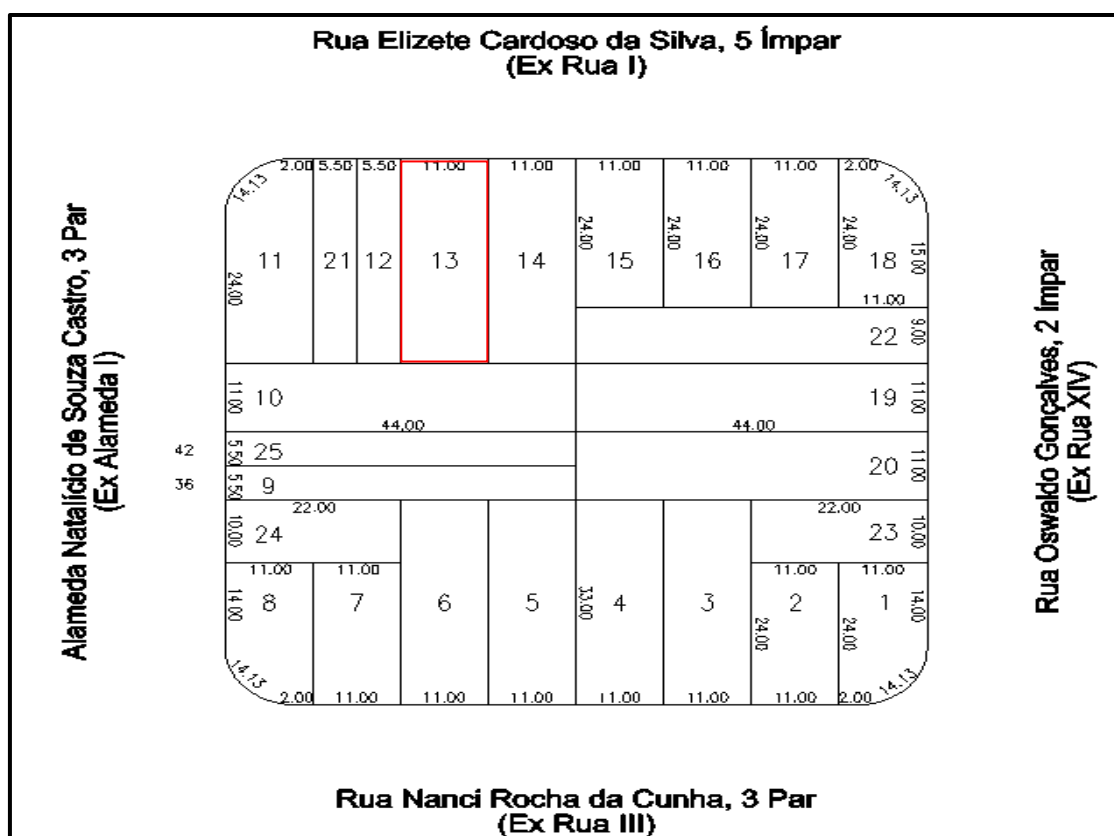 Rua Elizete Cardoso da Silva, 5 Ímpar
(Ex Rua I)
Alameda Natalício de Souza Castro, 3 Par
(Ex Alameda I)
Rua Oswaldo Gonçalves, 2 Ímpar
(Ex Rua XIV)
2.00 5.50 5.50 11.00 11.00 11.00 11.00 11.00 2.00
14.13 14.13
24.00 24.00 24.00 24.00 15.00
11 21 12 13 14 15 16 17 18
24.00
11.00
22 9.00
11.00 10 19 11.00
44.00 44.00
42 5.50 25
20 11.00
36 5.50 9
22.00 22.00
10.00 24 23 10.00
11.00 11.00 11.00 11.00
14.00 8 7 6 5 33.00 4 3 2 1 14.00
24.00 24.00
14.13 14.13
2.00 11.00 11.00 11.00 11.00 11.00 11.00 2.00
Rua Nanci Rocha da Cunha, 3 Par
(Ex Rua III)